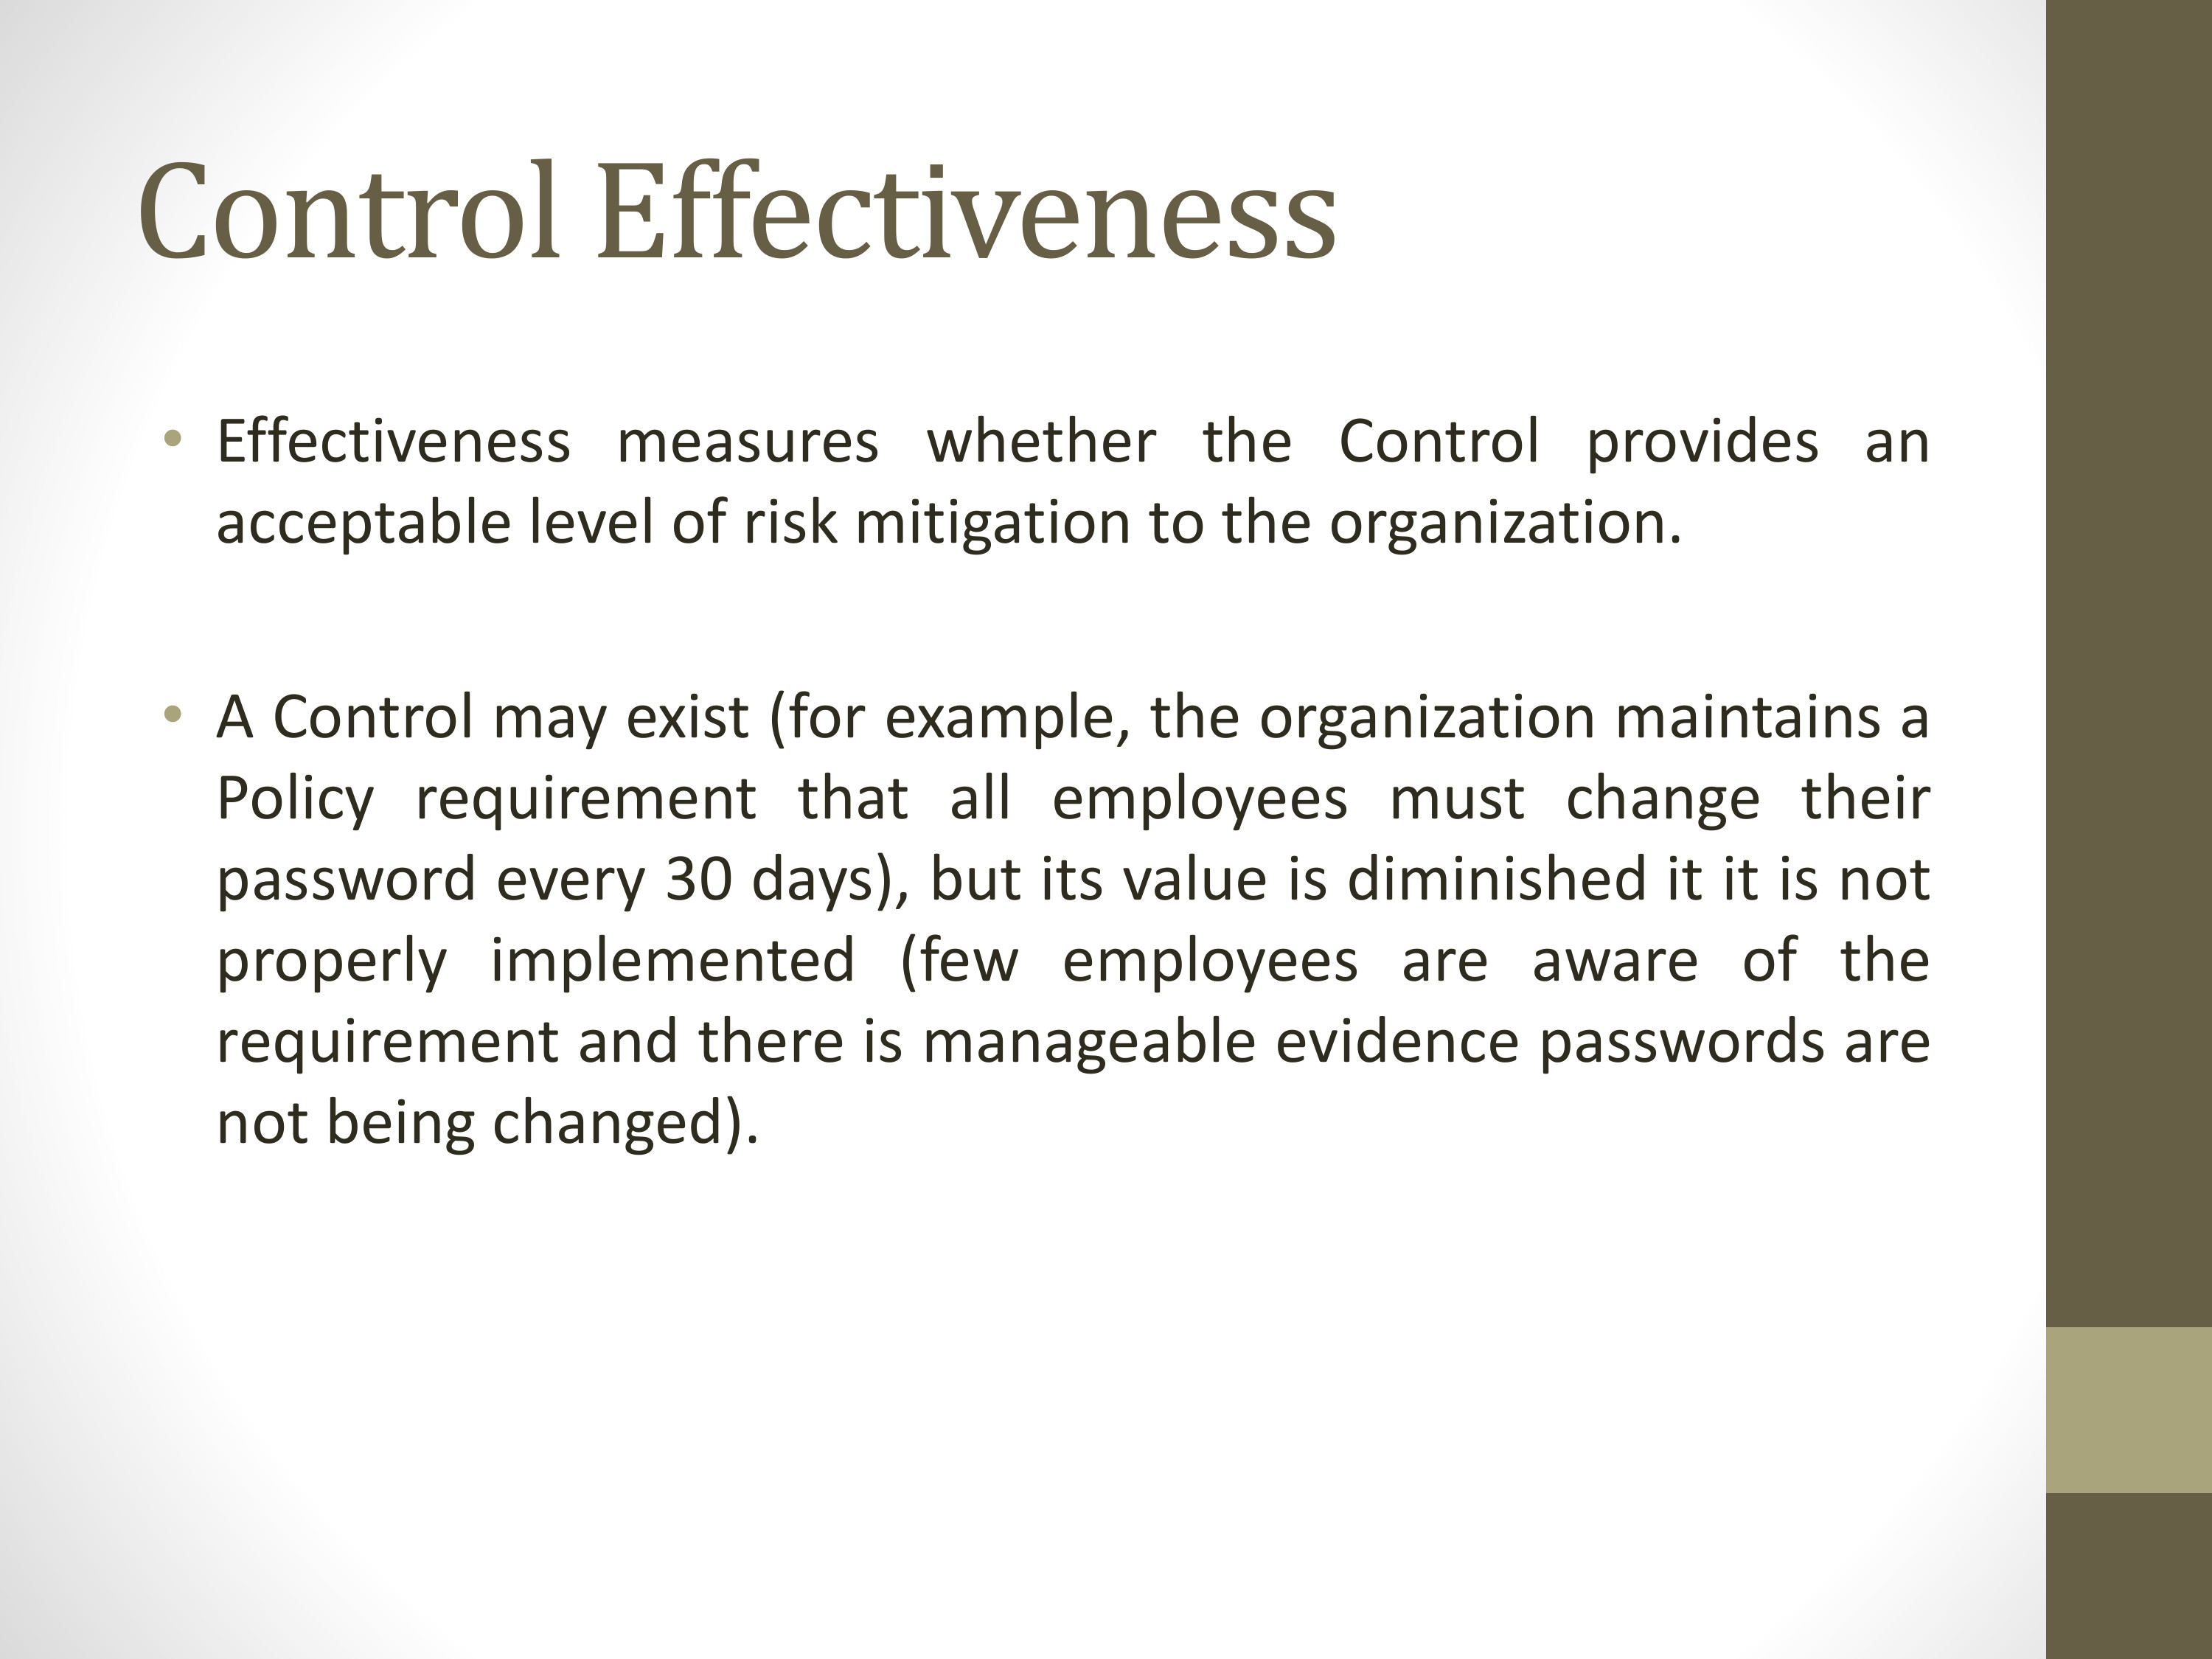 Control Effectiveness
• Effectiveness measures whether the Control provides an
acceptable level of risk mitigation to the organization.
• A Control may exist (for example, the organization maintains a
Policy requirement that all employees must change their
password every 30 days), but its value is diminished it it is not
properly implemented (few employees are aware of the
requirement and there is manageable evidence passwords are
not being changed).